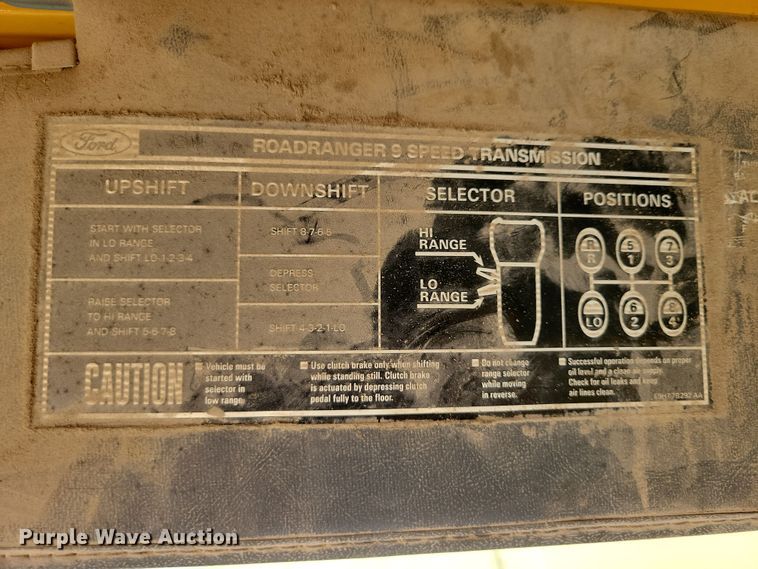 Ford
ROADRANGER 9 SPEED TRANSMISSION
UPSHIFT
DOWNSHIFT
SELECTOR
POSITIONS
START WITH SELECTOR
IN LO RANGE
AND SHIFT LO-1-2-3-4
RAISE SELECTOR
TO HI RANGE
AND SHIFT 5-6-7-8
SHIFT 8-7-6-5
DEPRESS
SELECTOR
SHIFT 4-3-2-1-LO
HI
RANGE
LO
RANGE
R 5 7
R 1 3
6 8
LO 2 4
CAUTION
Vehicle must be
started with
selector in
low range.
Use clutch brake only when shifting
while standing still. Clutch brake
is actuated by depressing clutch
pedal fully to the floor.
Do not change
range selector
while moving
in reverse.
Successful operation depends on proper
oil level and a clean air supply.
Check for oil leaks and keep
air lines clean.
Purple Wave Auction